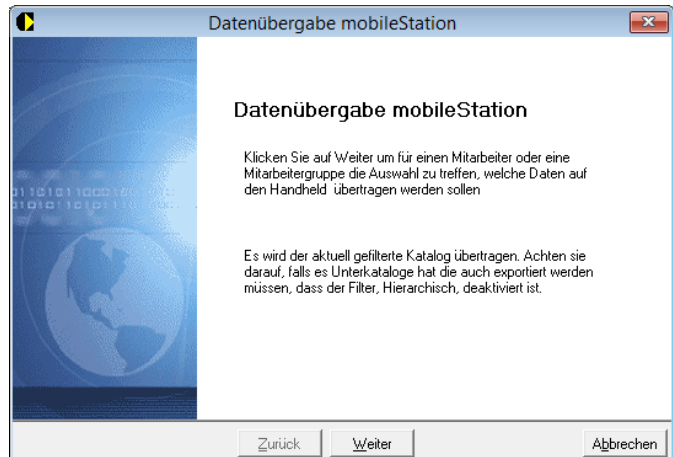 Datenübergabe mobileStation
Datenübergabe mobileStation
Klicken Sie auf Weiter um für einen Mitarbeiter oder eine
Mitarbeitergruppe die Auswahl zu treffen, welche Daten auf
den Handheld übertragen werden sollen
Es wird der aktuell gefilterte Katalog übertragen. Achten sie
darauf, falls es Unterkataloge hat die auch exportiert werden
müssen, dass der Filter, Hierarchisch, deaktiviert ist.
Zurück Weiter Abbrechen